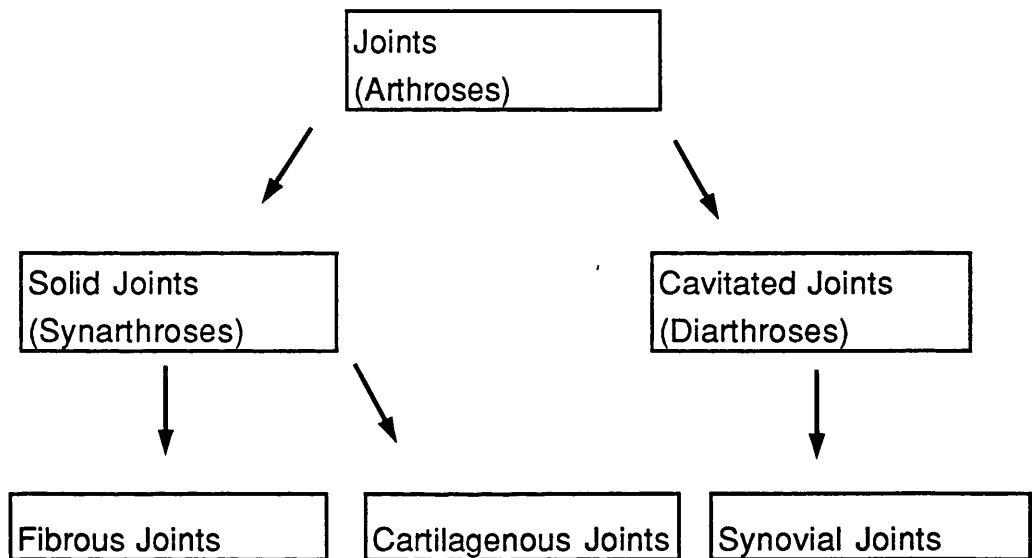 Joints
(Arthroses)
Solid Joints
(Synarthroses)
Cavitated Joints
(Diarthroses)
Fibrous Joints
Cartilagenous Joints
Synovial Joints